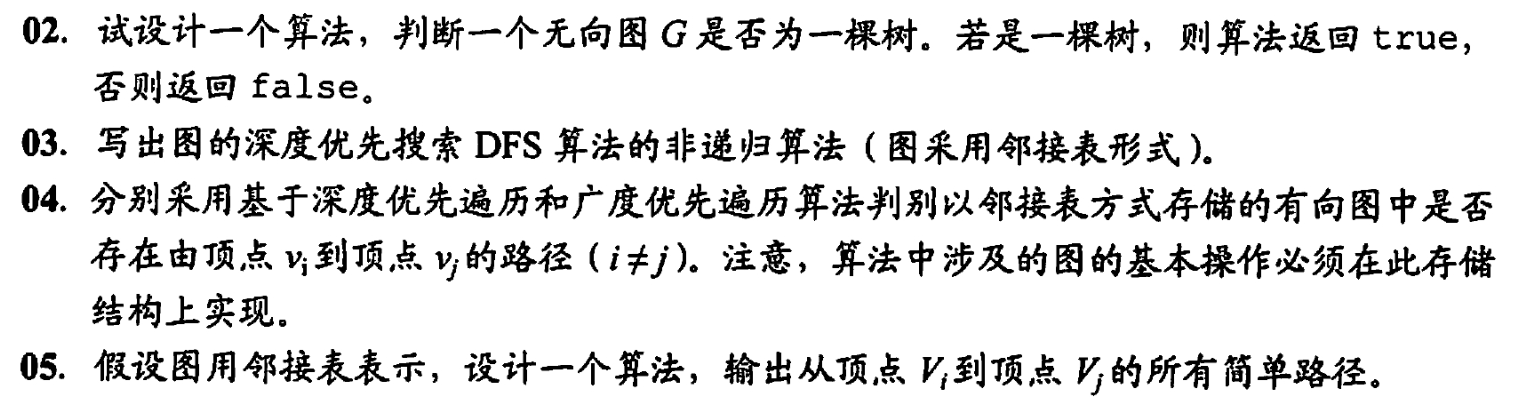 02. 试设计一个算法，判断一个无向图 G 是否为一棵树。若是一棵树，则算法返回 true，
否则返回 false。
03. 写出图的深度优先搜索 DFS 算法的非递归算法（图采用邻接表形式）。
04. 分别采用基于深度优先遍历和广度优先遍历算法判别以邻接表方式存储的有向图中是否
存在由顶点 vi到顶点 vj的路径（i≠j）。注意，算法中涉及的图的基本操作必须在此存储
结构上实现。
05. 假设图用邻接表表示，设计一个算法，输出从顶点 Vi到顶点 Vj的所有简单路径。